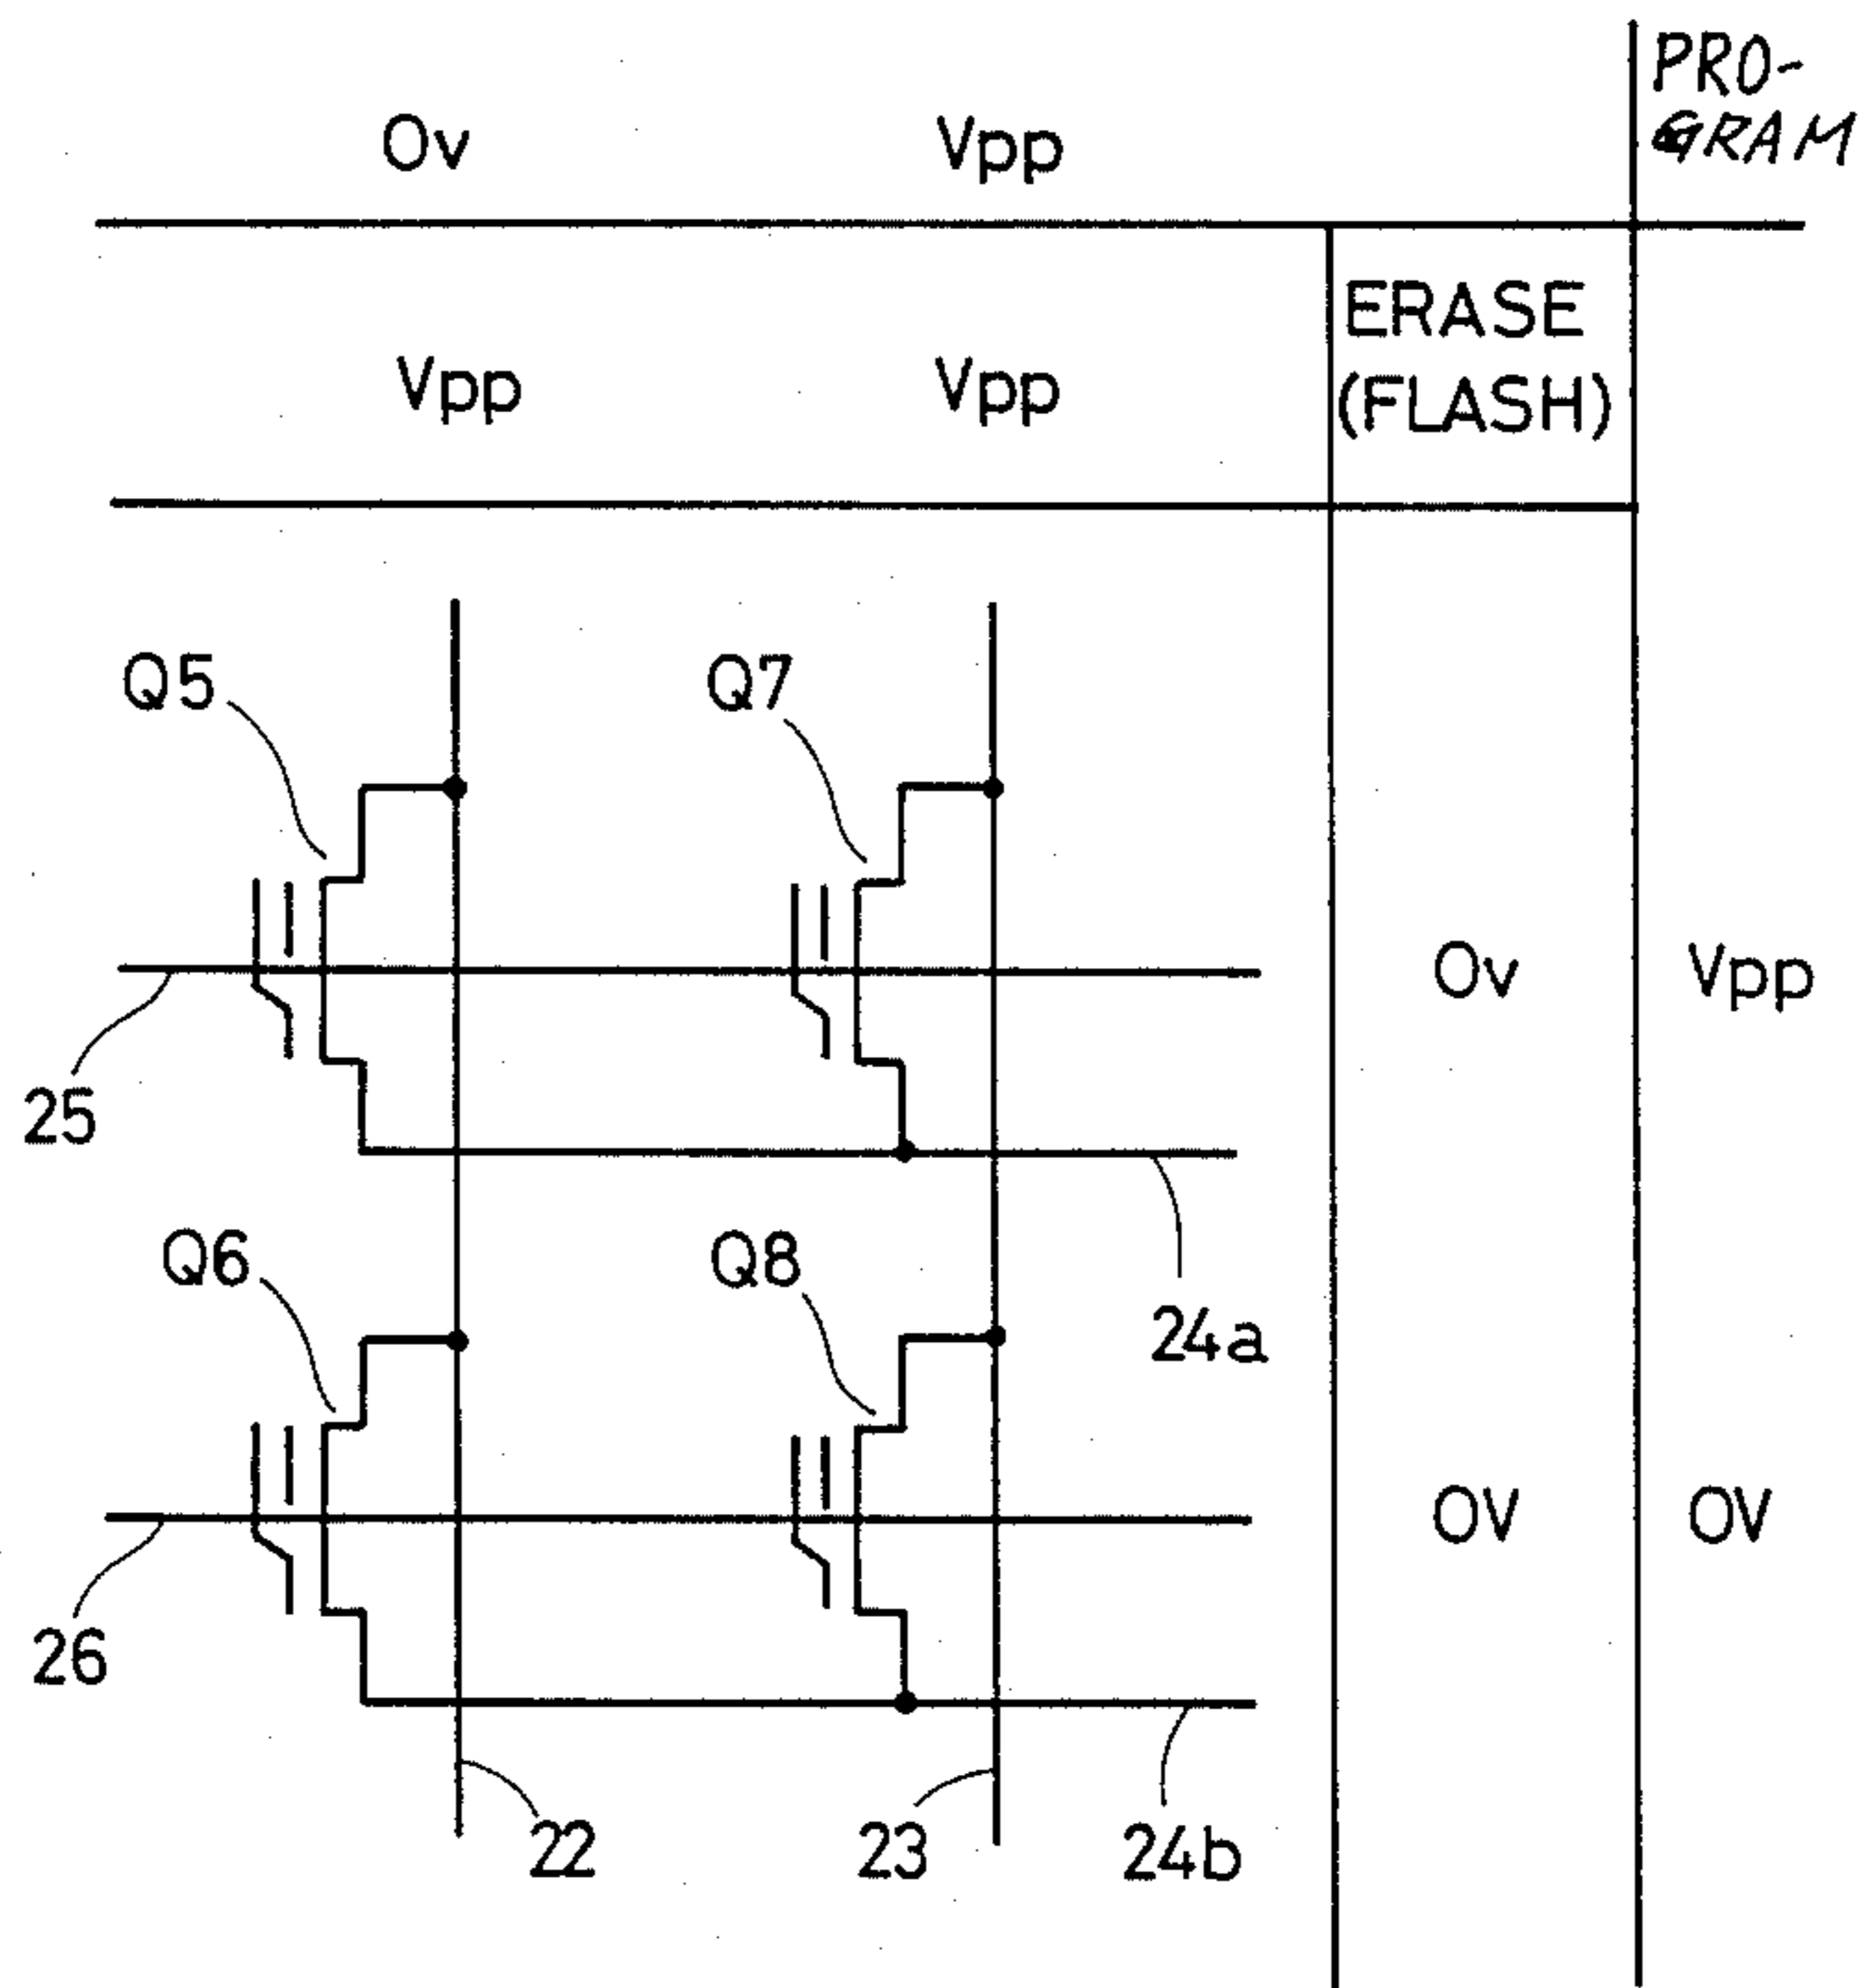 PRO-
GRAM
Ov Vpp
ERASE
(FLASH)
Vpp Vpp
Q5 Q7
Ov Vpp
25
Q6 Q8
24a
OV OV
26
22 23 24b